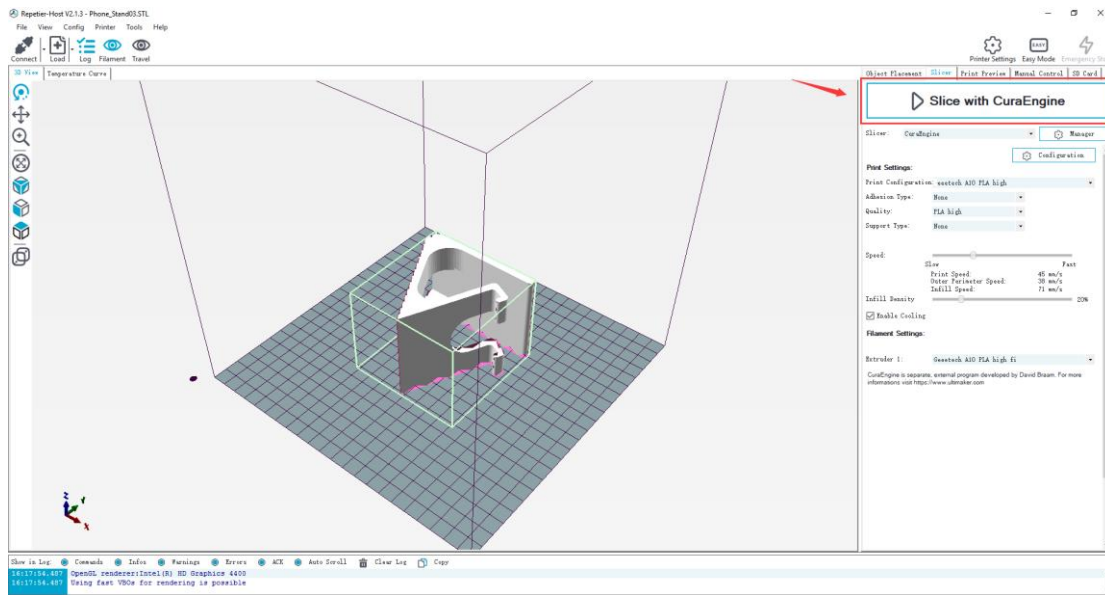 Repetier-Host V2.1.3 - Phone_Stand03.STL
File View Config Printer Tools Help
Connect Load Log Filament Travel
Printer Settings Easy Mode Emergency
3D View Temperature Curve
Object Placement Slicer Print Preview Manual Control SD Card
Slice with CuraEngine
Slicer: CuraEngine Manager
Configuration
Print Settings:
Print Configuration: geetech A30 PLA high
Adhesion Type: None
Quality: PLA high
Support Type: None
Speed:
Slow Fast
Print Speed: 45 mm/s
Outer Perimeter Speed: 38 mm/s
Infill Speed: 71 mm/s
Infill Density 20%
Enable Cooling
Filament Settings:
Extruder 1: Geeetech A30 PLA high fi
CuraEngine is separate, external program developed by David Braam. For more
informations visit https://www.ultimaker.com
Z Y X
Show in Log: Commands Infos Warnings Errors ACK Auto Scroll Clear Log Copy
16:17:54.487 OpenGL renderer:Intel(R) HD Graphics 4400
16:17:54.487 Using fast VBOs for rendering is possible